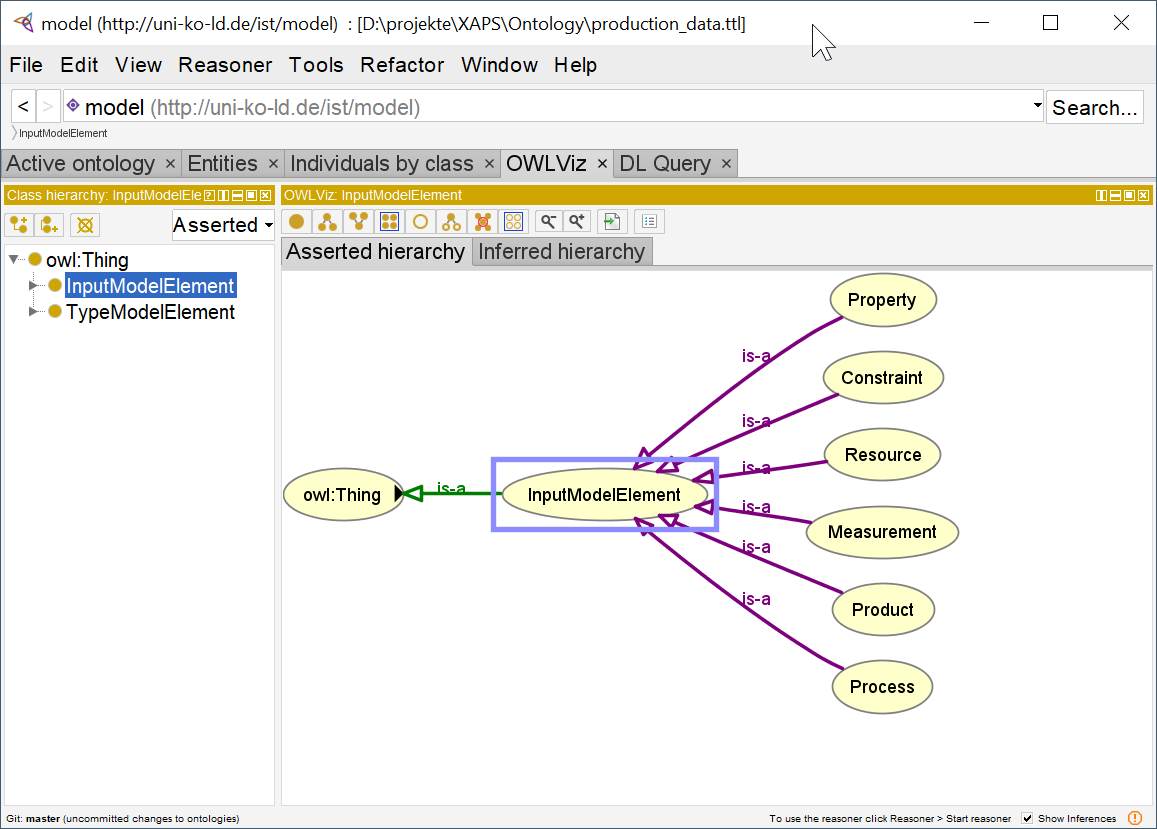 model (http://uni-ko-ld.de/ist/model)  : [D:\projekte\XAPS\Ontology\production_data.ttl]
File Edit View Reasoner Tools Refactor Window Help
< > model (http://uni-ko-ld.de/ist/model) Search...
InputModelElement
Active ontology × Entities × Individuals by class × OWLViz × DL Query ×
Class hierarchy: InputModelEle
OWLViz: InputModelElement
Asserted
Asserted hierarchy Inferred hierarchy
owl:Thing
InputModelElement
TypeModelElement
Property
is-a
Constraint
is-a
Resource
is-a
owl:Thing
is-a
InputModelElement
is-a
Measurement
is-a
Product
is-a
Process
Git: master (uncommitted changes to ontologies)
To use the reasoner click Reasoner > Start reasoner
Show Inferences